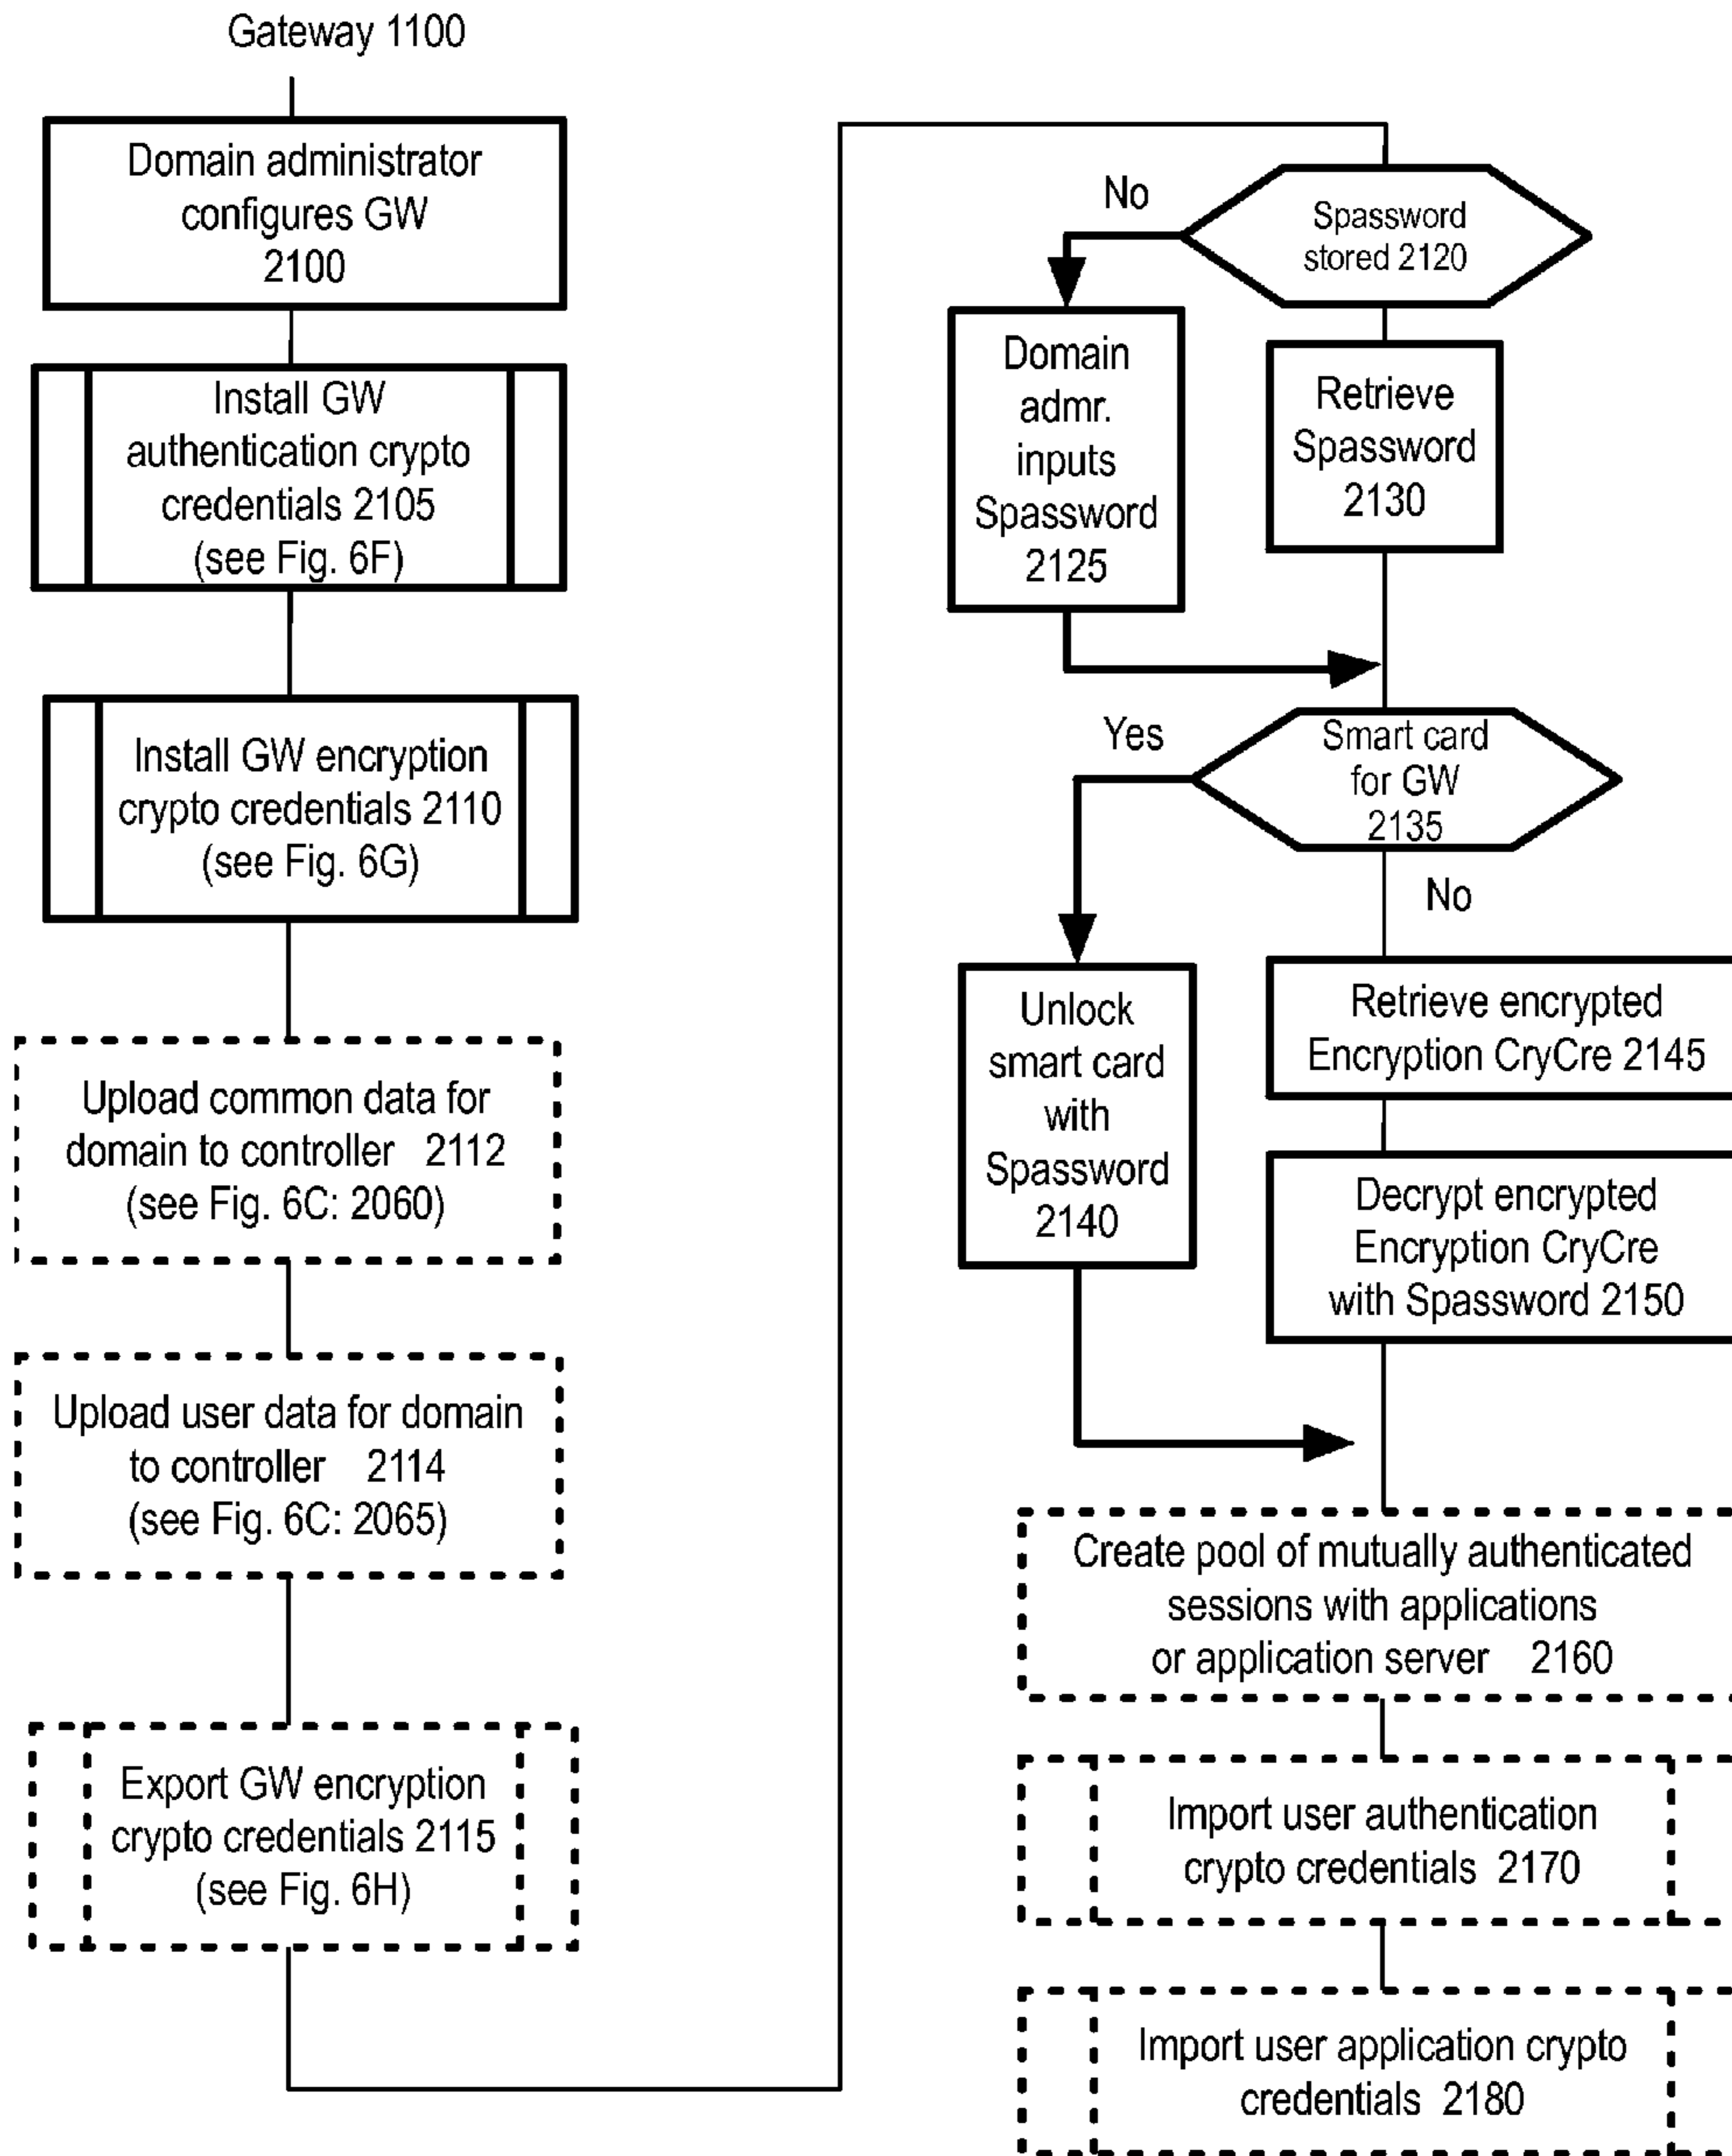 Gateway 1100
Domain administrator
configures GW
2100
Install GW
authentication crypto
credentials 2105
(see Fig. 6F)
Install GW encryption
crypto credentials 2110
(see Fig. 6G)
Upload common data for
domain to controller 2112
(see Fig. 6C: 2060)
Upload user data for domain
to controller 2114
(see Fig. 6C: 2065)
Export GW encryption
crypto credentials 2115
(see Fig. 6H)
Spassword
stored 2120
No
Domain
admr.
inputs
Spassword
2125
Retrieve
Spassword
2130
Smart card
for GW
2135
Yes
No
Unlock
smart card
with
Spassword
2140
Retrieve encrypted
Encryption CryCre 2145
Decrypt encrypted
Encryption CryCre
with Spassword 2150
Create pool of mutually authenticated
sessions with applications
or application server 2160
Import user authentication
crypto credentials 2170
Import user application crypto
credentials 2180